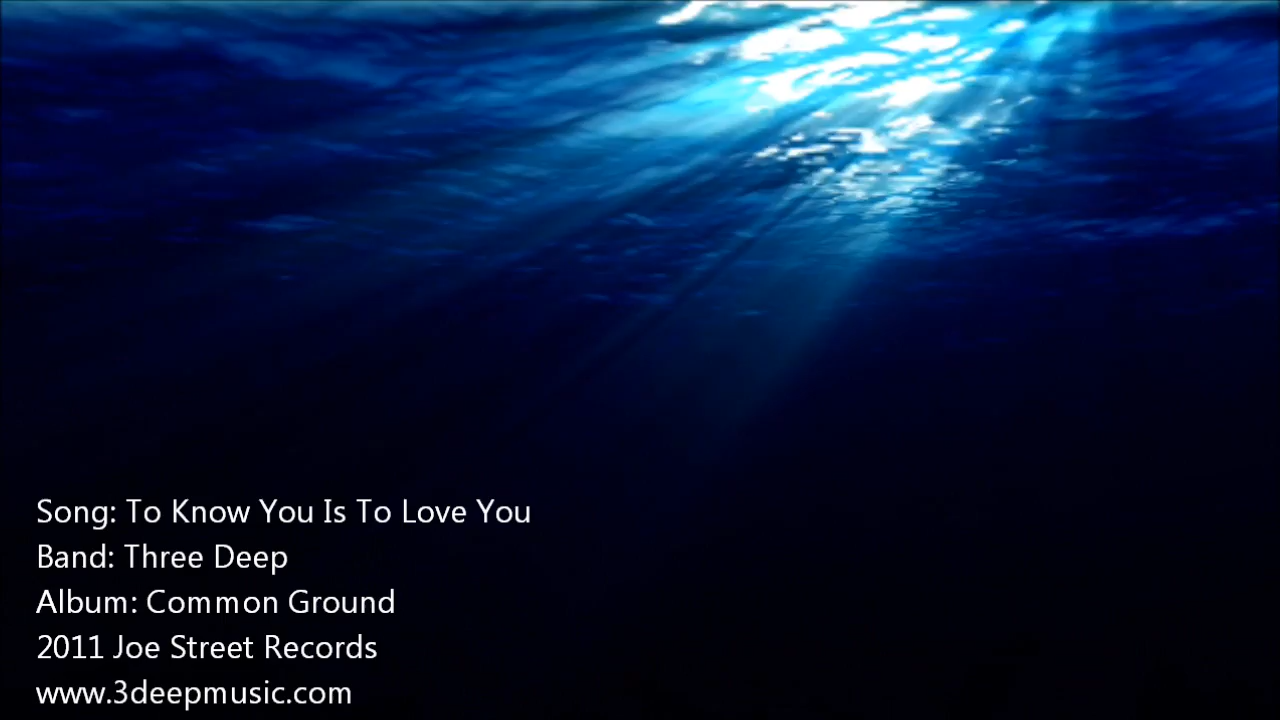 Song: To Know You Is To Love You
Band: Three Deep
Album: Common Ground
2011 Joe Street Records
www.3deepmusic.com